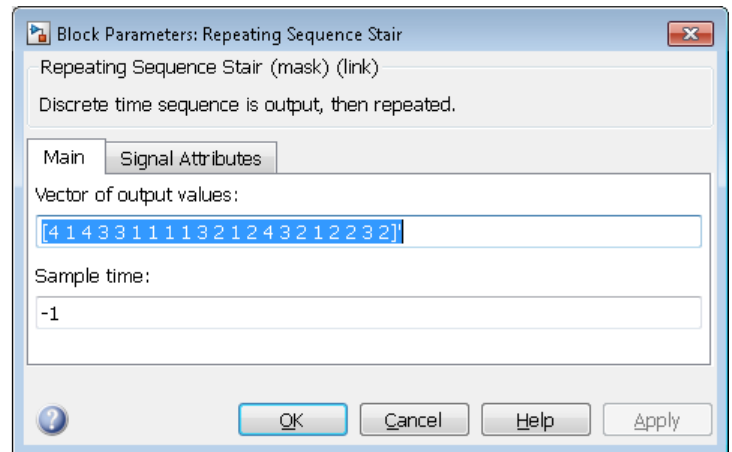 Block Parameters: Repeating Sequence Stair
Repeating Sequence Stair (mask) (link)
Discrete time sequence is output, then repeated.
Main Signal Attributes
Vector of output values:
[4 1 4 3 3 1 1 1 1 3 2 1 2 4 3 2 1 2 2 3 2]'
Sample time:
-1
? OK Cancel Help Apply